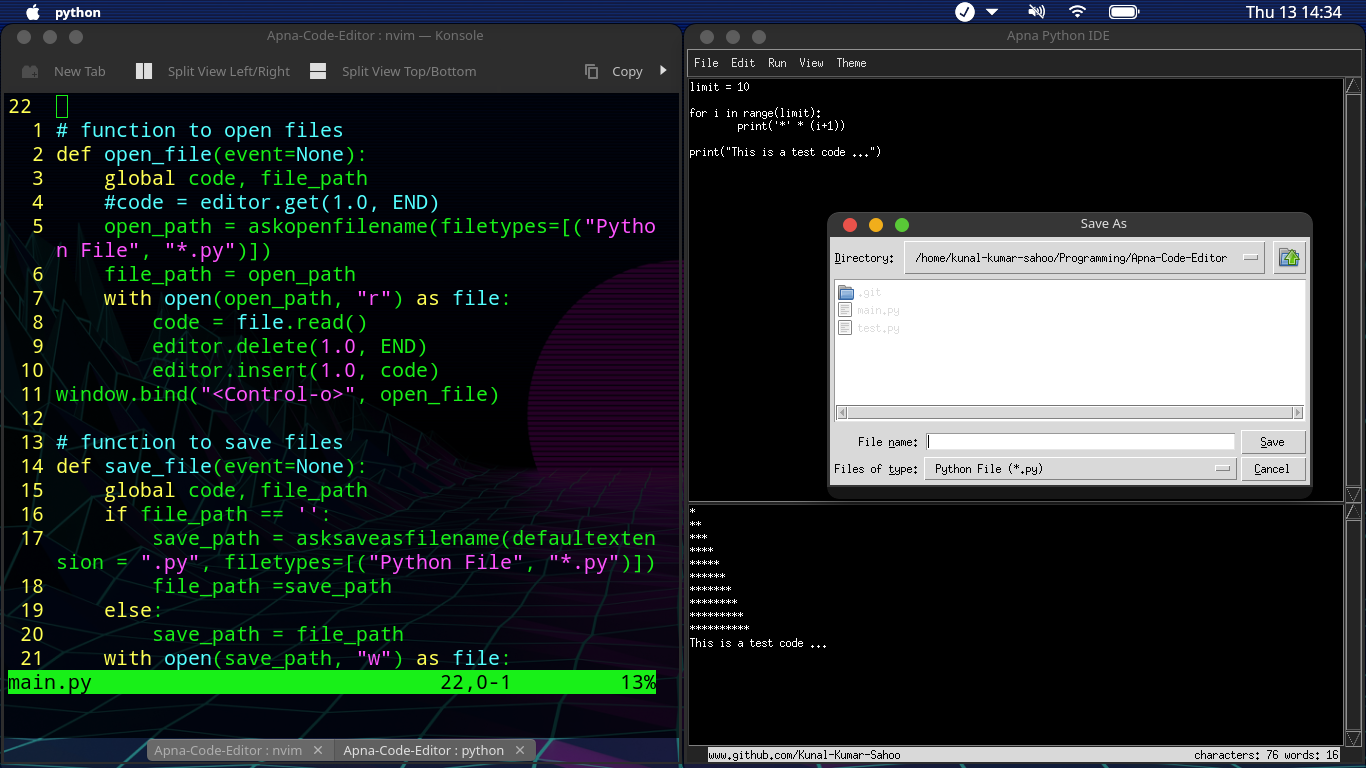 python
Thu 13 14:34
Apna-Code-Editor : nvim — Konsole
New Tab
Split View Left/Right
Split View Top/Bottom
Copy
22
1 # function to open files
2 def open_file(event=None):
3     global code, file_path
4     #code = editor.get(1.0, END)
5     open_path = askopenfilename(filetypes=[("Pytho
n File", "*.py")])
6     file_path = open_path
7     with open(open_path, "r") as file:
8         code = file.read()
9         editor.delete(1.0, END)
10         editor.insert(1.0, code)
11 window.bind("<Control-o>", open_file)
12
13 # function to save files
14 def save_file(event=None):
15     global code, file_path
16     if file_path == '':
17         save_path = asksaveasfilename(defaultexten
sion = ".py", filetypes=[("Python File", "*.py")])
18         file_path =save_path
19     else:
20         save_path = file_path
21     with open(save_path, "w") as file:
main.py 22,0-1 13%
Apna-Code-Editor : nvim
Apna-Code-Editor : python
Apna Python IDE
File Edit Run View Theme
limit = 10
for i in range(limit):
        print('*' * (i+1))
print("This is a test code ...")
Save As
Directory: /home/kunal-kumar-sahoo/Programming/Apna-Code-Editor
.git
main.py
test.py
File name:
Save
Files of type: Python File (*.py)
Cancel
*
**
***
****
*****
******
*******
********
*********
**********
This is a test code ...
www.github.com/Kunal-Kumar-Sahoo
characters: 76 words: 16